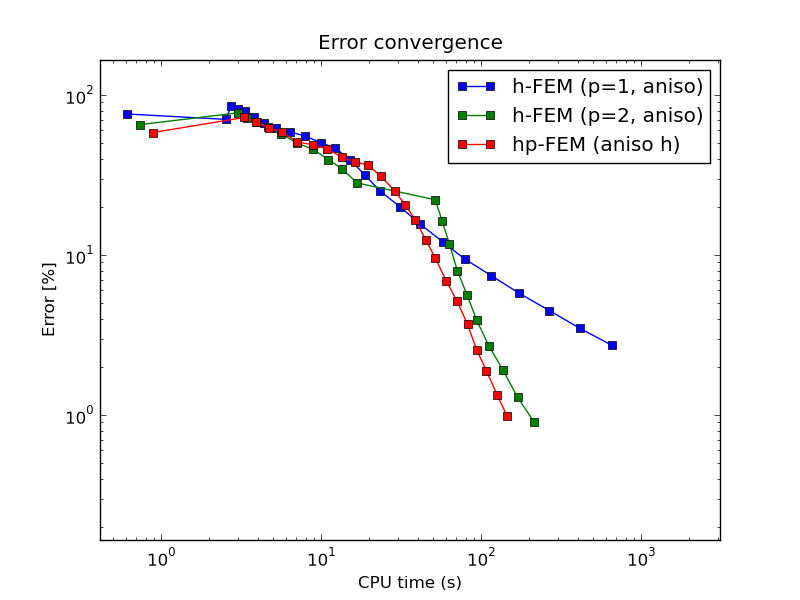 Error convergence
h-FEM (p=1, aniso)
h-FEM (p=2, aniso)
hp-FEM (aniso h)
Error [%]
10²
10¹
10⁰
10⁰ 10¹ 10² 10³
CPU time (s)